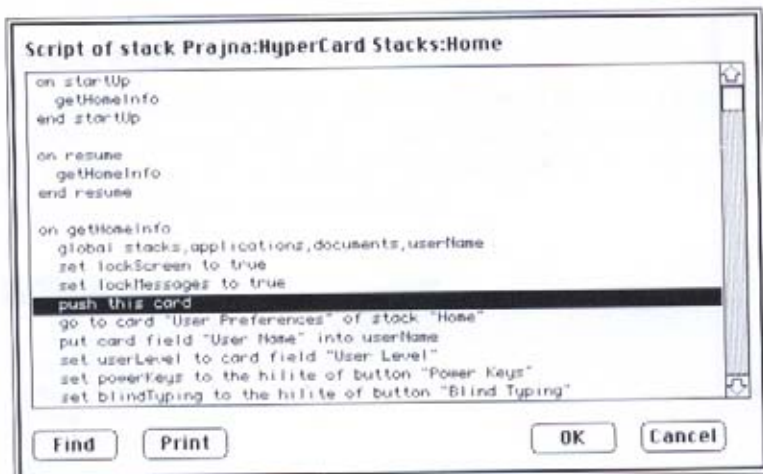 Script of stack Prajna:HyperCard Stacks:Home
on startUp
getHomeInfo
end startUp
on resume
getHomeInfo
end resume
on getHomeInfo
global stacks,applications,documents,userName
set lockScreen to true
set lockMessages to true
push this card
go to card "User Preferences" of stack "Home"
put card field "User Name" into userName
set userLevel to card field "User Level"
set powerKeys to the hilite of button "Power Keys"
set blindTyping to the hilite of button "Blind Typing"
Find Print OK Cancel